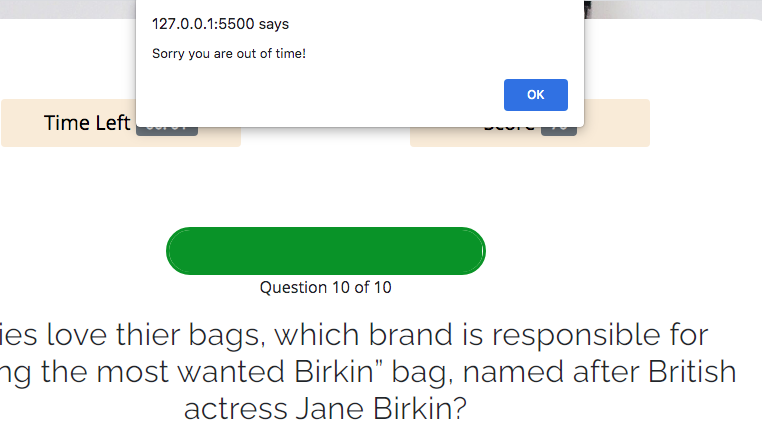 127.0.0.1:5500 says
Sorry you are out of time!
OK
Time Left
Score
Question 10 of 10
ies love thier bags, which brand is responsible for
ng the most wanted Birkin” bag, named after British
actress Jane Birkin?